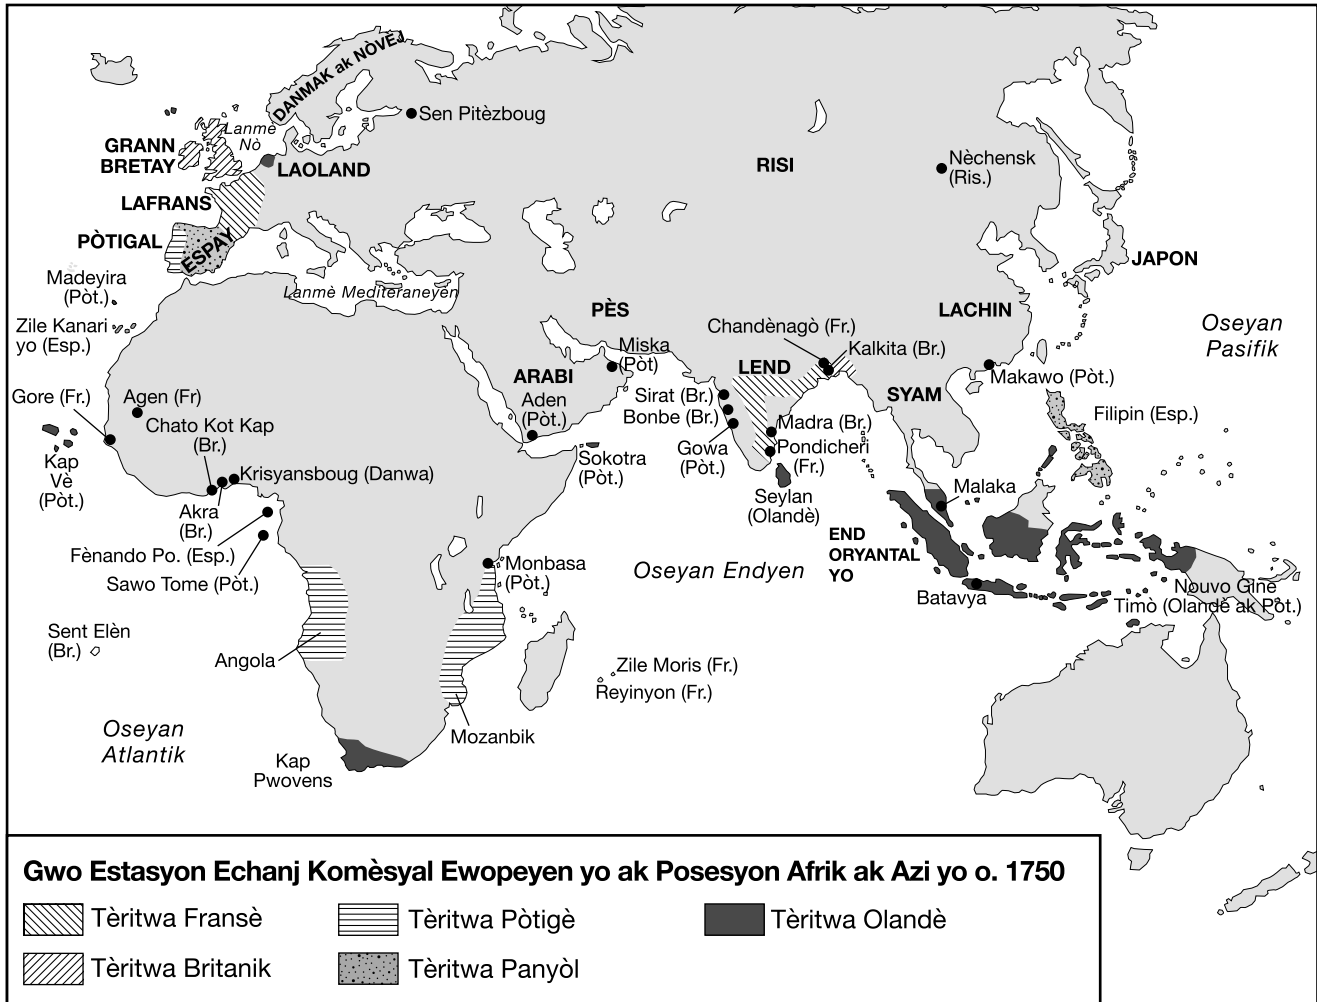 DANMAK ak NÒVÈJ
Sen Pitèzboug
Lanmè
Nò
GRANN
BRETAY
LAOLAND
RISI
Nèchensk
(Ris.)
LAFRANS
PÒTIGAL
ESPAY
JAPON
Madeyira
(Pòt.)
Lanmè Mediteraneyen
Zile Kanari
yo (Esp.)
PÈS
LACHIN
Oseyan
Pasifik
Chandènagò (Fr.)
Kalkita (Br.)
Miska
(Pòt)
LEND
ARABI
Aden
(Pòt.)
Makawo (Pòt.)
SYAM
Gore (Fr.)
Agen (Fr)
Sirat (Br.)
Bonbe (Br.)
Filipin (Esp.)
Chato Kot Kap
(Br.)
Madra (Br.)
Gowa
(Pòt.)
Pondicheri
(Fr.)
Kap
Vè
(Pòt.)
Sokotra
(Pòt.)
Krisyansboug (Danwa)
Malaka
Seylan
(Olandè)
Akra
(Br.)
END
ORYANTAL
YO
Fènando Po. (Esp.)
Monbasa
(Pòt.)
Oseyan Endyen
Sawo Tome (Pòt.)
Nouvo Gine
Batavya
Timò (Olandè ak Pòt.)
Sent Elèn
(Br.)
Angola
Zile Moris (Fr.)
Reyinyon (Fr.)
Oseyan
Atlantik
Mozanbik
Kap
Pwovens
Gwo Estasyon Echanj Komèsyal Ewopeyen yo ak Posesyon Afrik ak Azi yo o. 1750
Tèritwa Fransè
Tèritwa Pòtigè
Tèritwa Olandè
Tèritwa Britanik
Tèritwa Panyòl